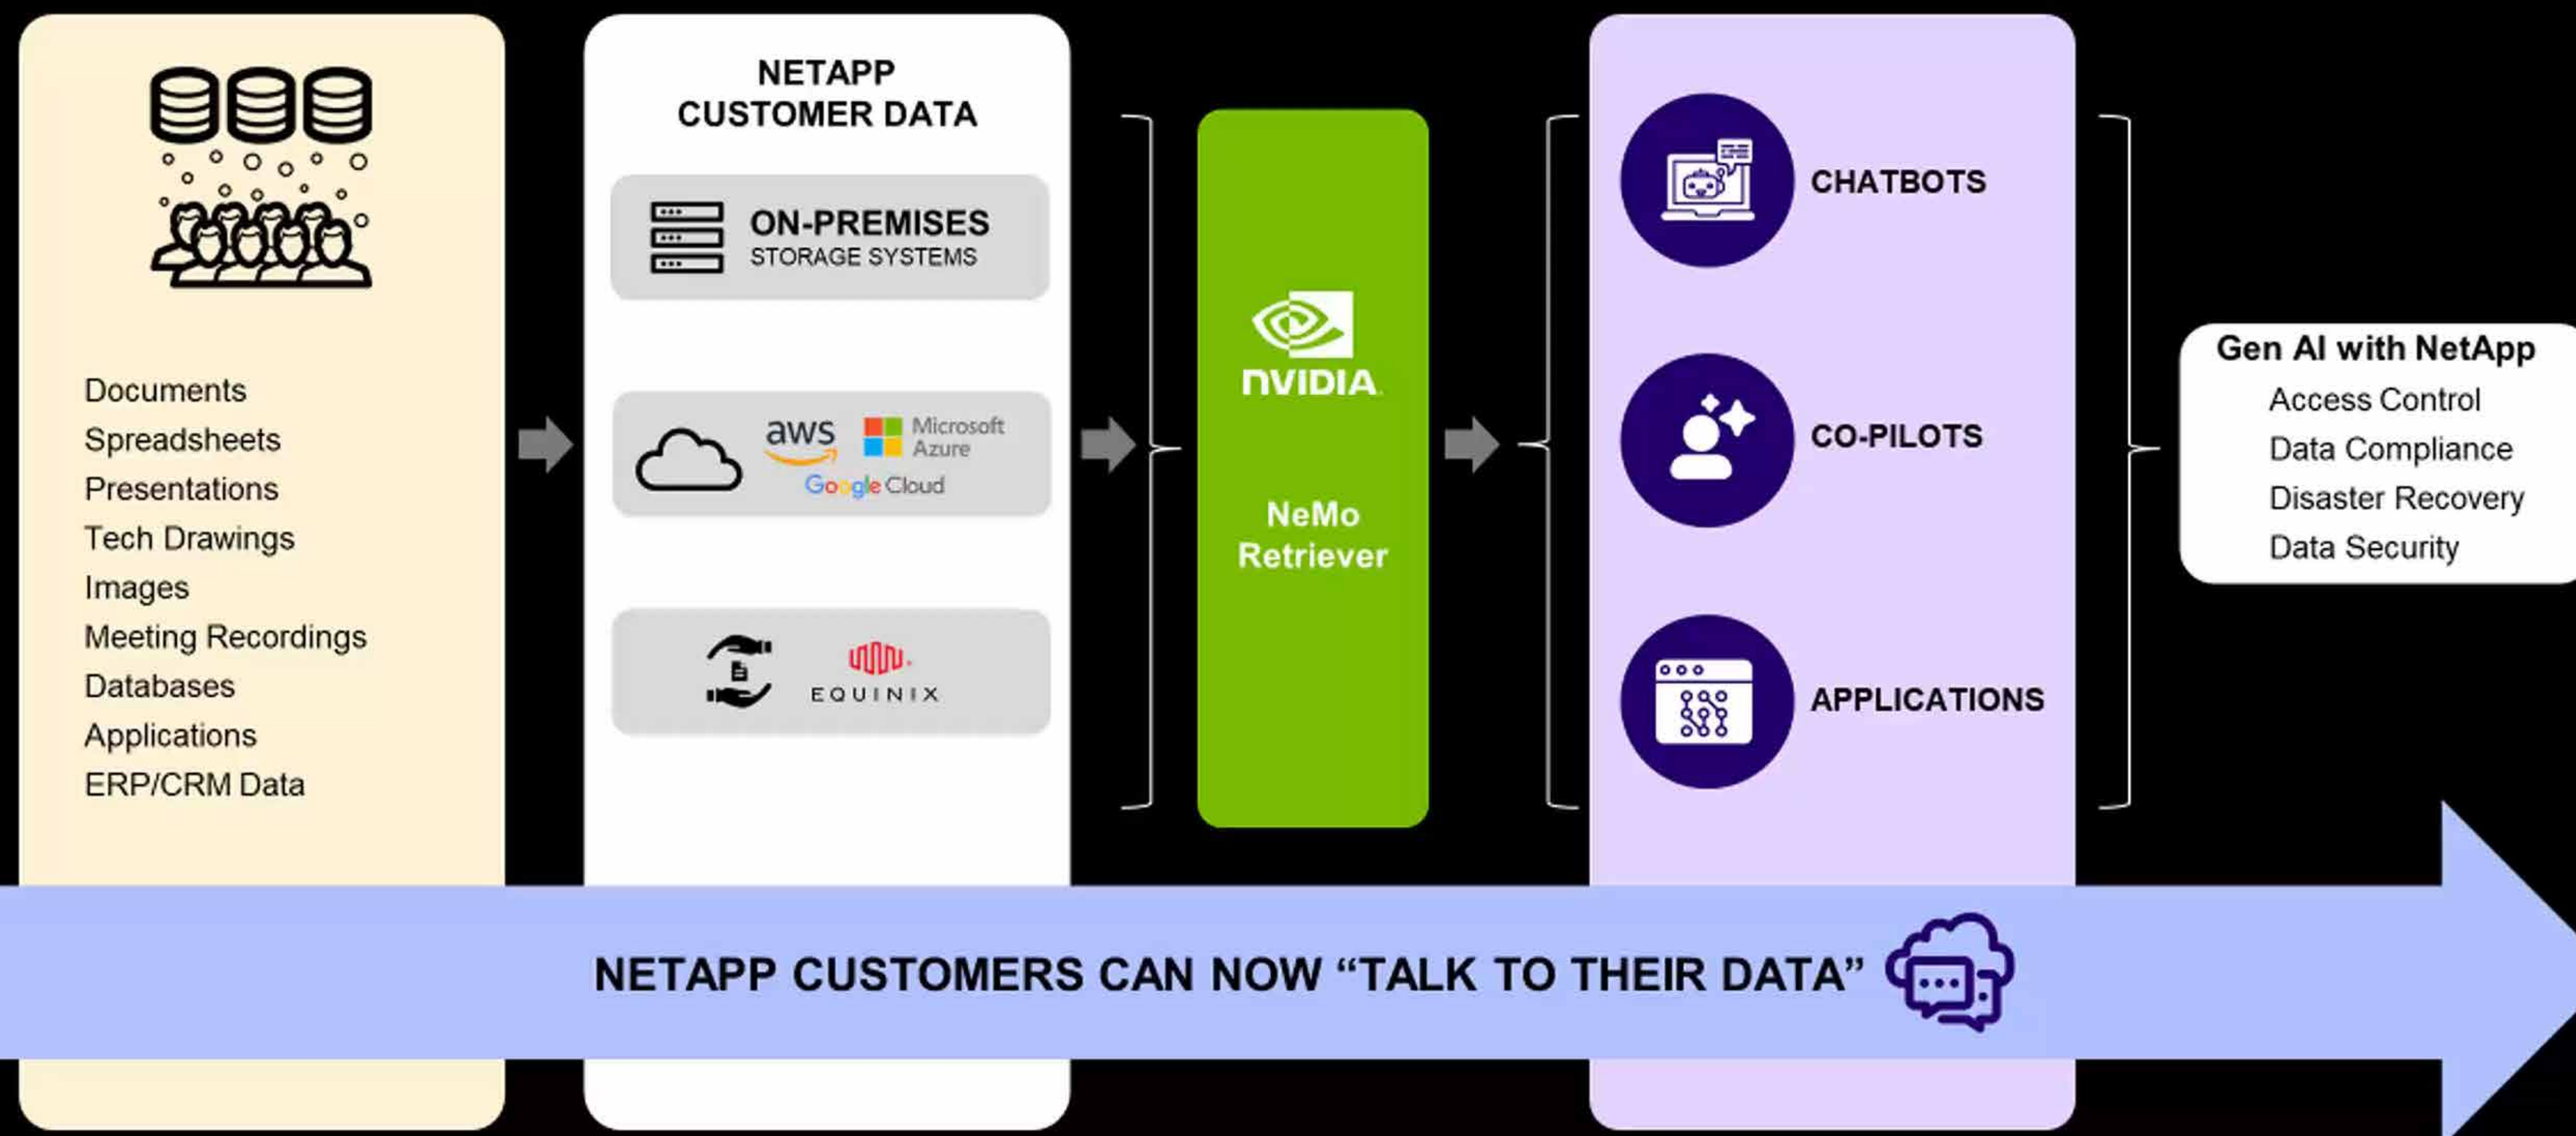 Documents
Spreadsheets
Presentations
Tech Drawings
Images
Meeting Recordings
Databases
Applications
ERP/CRM Data
NETAPP
CUSTOMER DATA
ON-PREMISES
STORAGE SYSTEMS
aws
Microsoft
Azure
Google Cloud
EQUINIX
NVIDIA
NeMo
Retriever
CHATBOTS
CO-PILOTS
APPLICATIONS
Gen AI with NetApp
Access Control
Data Compliance
Disaster Recovery
Data Security
NETAPP CUSTOMERS CAN NOW “TALK TO THEIR DATA”